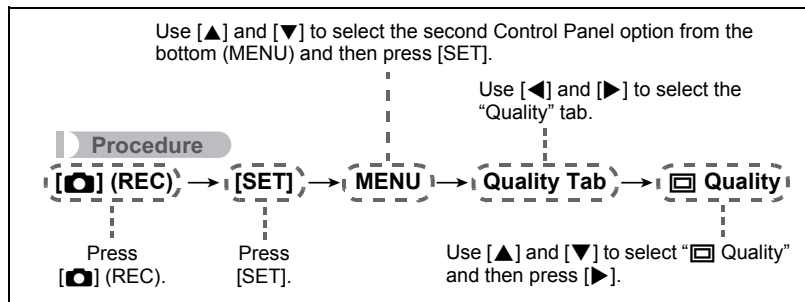 Use [▲] and [▼] to select the second Control Panel option from the
bottom (MENU) and then press [SET].
Use [◀] and [▶] to select the
“Quality” tab.
Procedure
[📷] (REC) → [SET] → MENU → Quality Tab → 回 Quality
Press
[📷] (REC).
Press
[SET].
Use [▲] and [▼] to select “回 Quality”
and then press [▶].